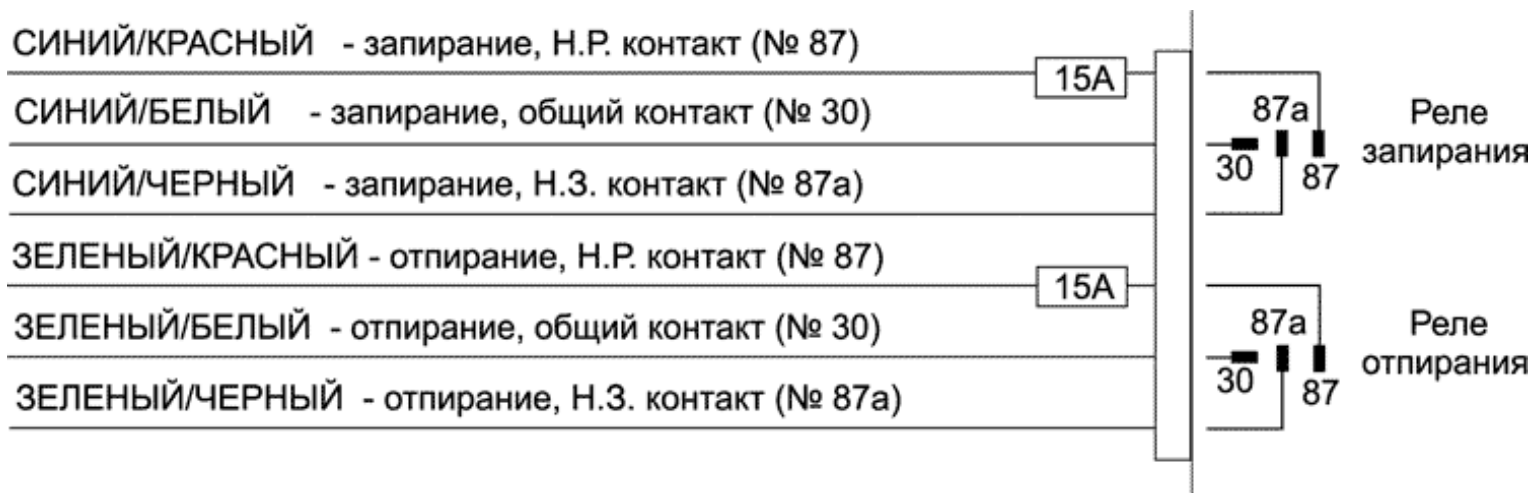 СИНИЙ/КРАСНЫЙ - запирание, Н.Р. контакт (№ 87)
15А
СИНИЙ/БЕЛЫЙ - запирание, общий контакт (№ 30)
87а
Реле
запирания
30
87
СИНИЙ/ЧЕРНЫЙ - запирание, Н.З. контакт (№ 87а)
ЗЕЛЕНЫЙ/КРАСНЫЙ - отпирание, Н.Р. контакт (№ 87)
15А
ЗЕЛЕНЫЙ/БЕЛЫЙ - отпирание, общий контакт (№ 30)
87а
Реле
отпирания
30
87
ЗЕЛЕНЫЙ/ЧЕРНЫЙ - отпирание, Н.З. контакт (№ 87а)